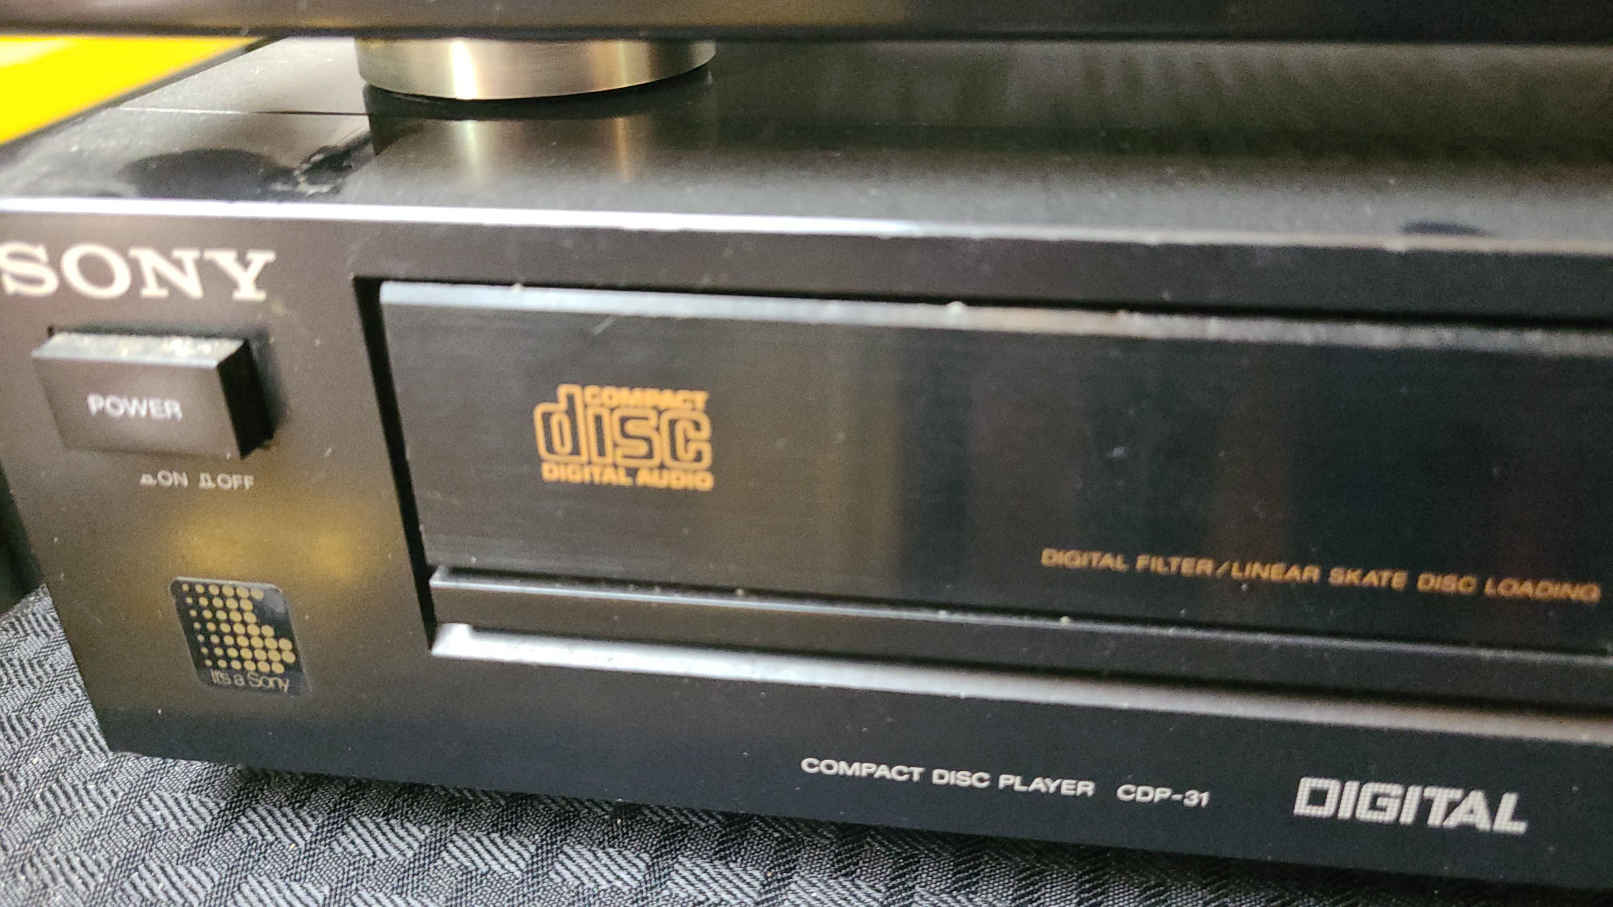 SONY
POWER
ON OFF
It's a Sony
COMPACT
disc
DIGITAL AUDIO
DIGITAL FILTER/LINEAR SKATE DISC LOADING
COMPACT DISC PLAYER CDP-31
DIGITAL